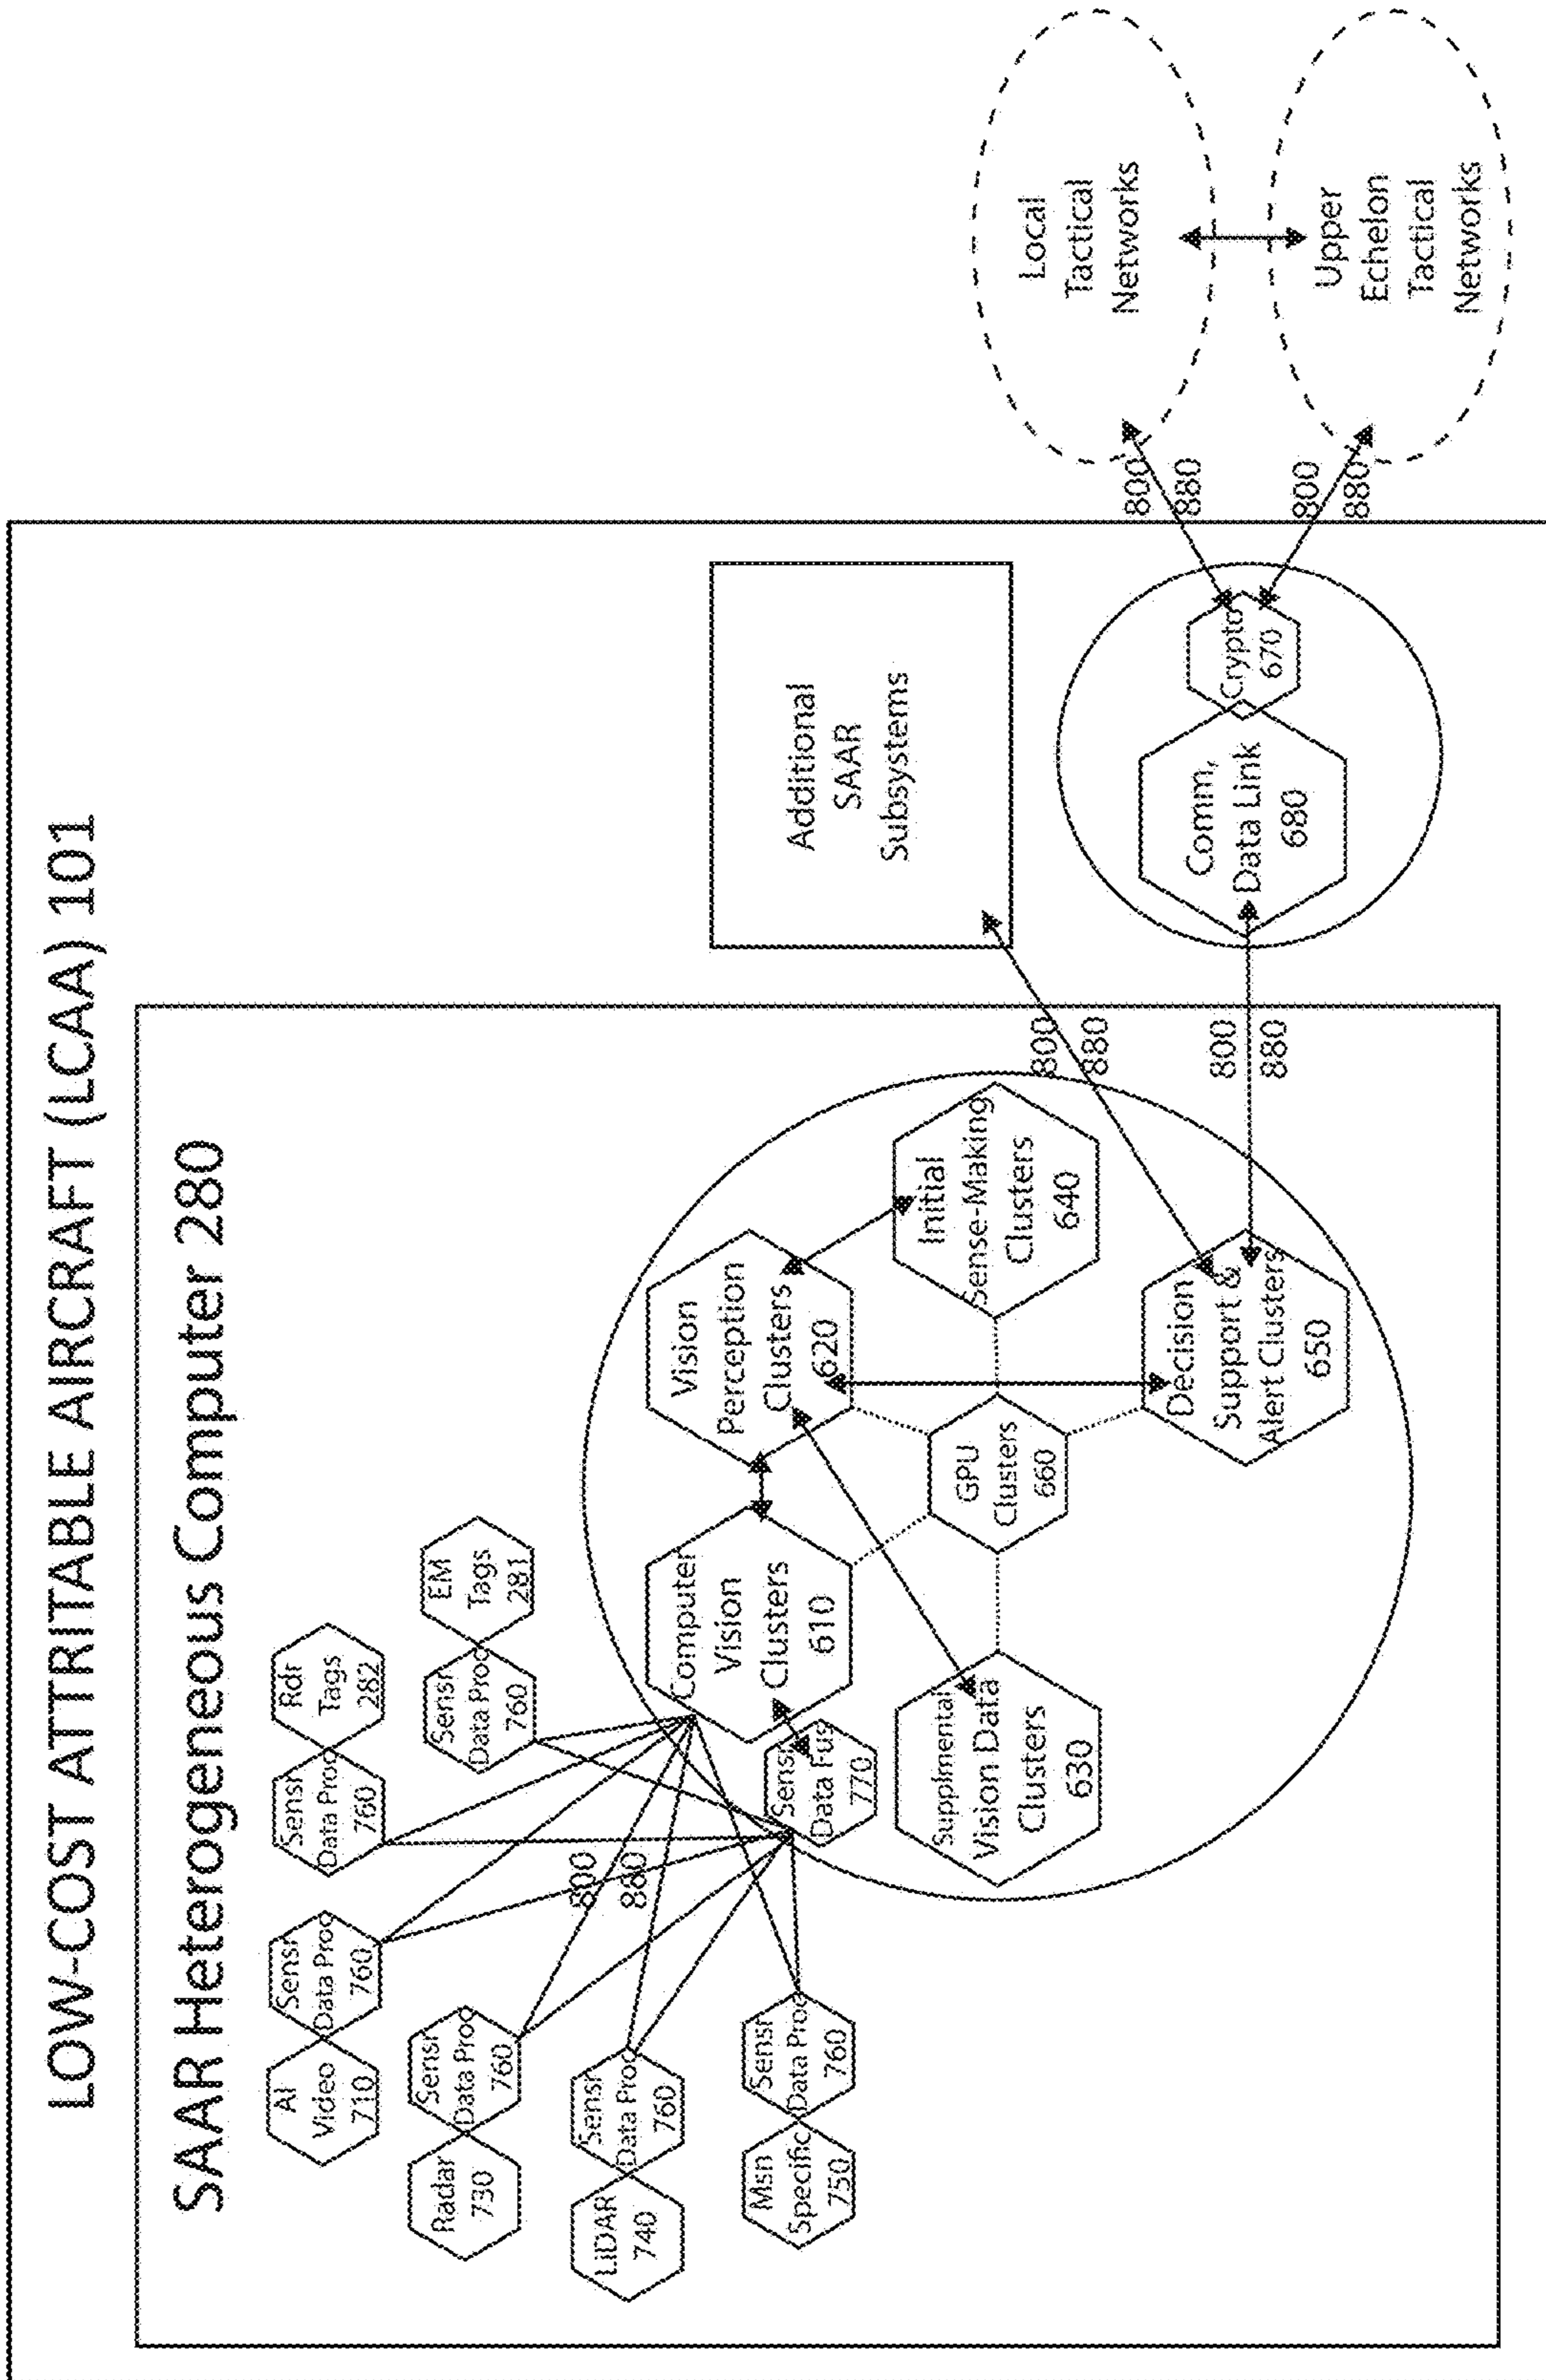 LOW-COST ATTRITABLE AIRCRAFT (LCAA) 101
SAAR Heterogeneous Computer 280
AI
Video
710
Sensr
Data Proc
760
Sensr
Data Proc
760
Rdr
Tags
282
Radar
730
Sensr
Data Proc
760
Sensr
Data Proc
760
EM
Tags
281
LiDAR
740
Sensr
Data Proc
760
800
880
Msn
Specific
750
Sensr
Data Proc
760
Sensr
Data Fus
770
Computer
Vision
Clusters
610
Vision
Perception
Clusters
620
Supplmental
Vision Data
Clusters
630
GPU
Clusters
660
Initial
Sense-Making
Clusters
640
Decision
Support &
Alert Clusters
650
800
880
800
880
Additional
SAAR
Subsystems
Comm,
Data Link
680
Crypto
670
800
880
800
880
Local
Tactical
Networks
Upper
Echelon
Tactical
Networks